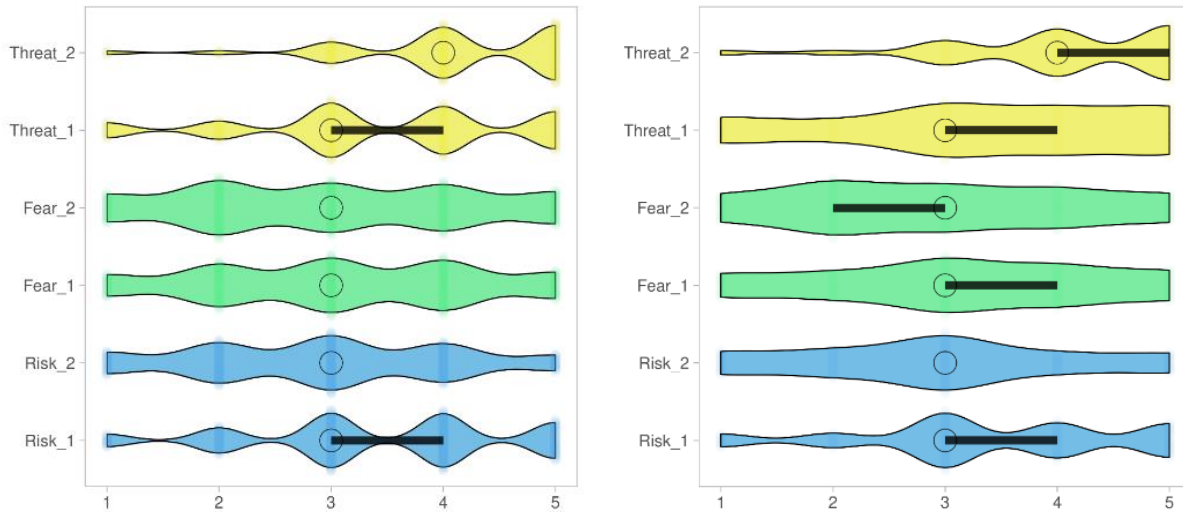 Threat_2
Threat_1
Fear_2
Fear_1
Risk_2
Risk_1
1 2 3 4 5
Threat_2
Threat_1
Fear_2
Fear_1
Risk_2
Risk_1
1 2 3 4 5